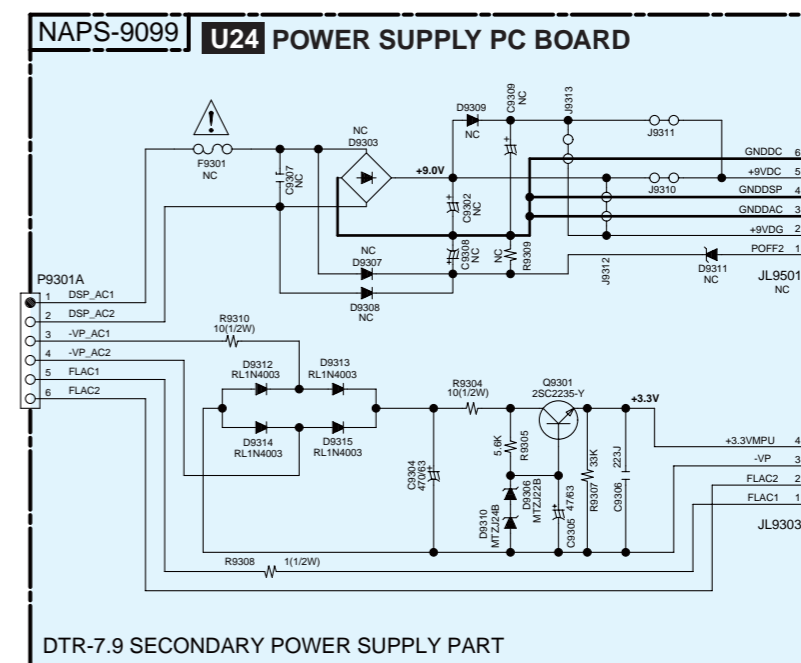 NAPS-9099
U24 POWER SUPPLY PC BOARD
F9301
NC
C9307
NC
NC
D9303
+9.0V
D9309
NC
C9309
NC
J9313
J9311
J9310
J9312
C9302
NC
C9308
NC
NC
R9309
NC
D9307
D9308
NC
D9311
NC
GNDDC 6
+9VDC 5
GNDDSP 4
GNDDAC 3
+9VDG 2
POFF2 1
JL9501
NC
P9301A
1 DSP_AC1
2 DSP_AC2
3 -VP_AC1
4 -VP_AC2
5 FLAC1
6 FLAC2
R9310
10(1/2W)
D9312
RL1N4003
D9313
RL1N4003
D9314
RL1N4003
D9315
RL1N4003
C9304
470/63
R9304
10(1/2W)
5.6K
R9305
D9306
MTZJ22B
D9310
MTZJ24B
Q9301
2SC2235-Y
47/63
C9305
33K
R9307
223J
C9306
+3.3V
+3.3VMPU 4
-VP 3
FLAC2 2
FLAC1 1
JL9303
R9308 1(1/2W)
DTR-7.9 SECONDARY POWER SUPPLY PART